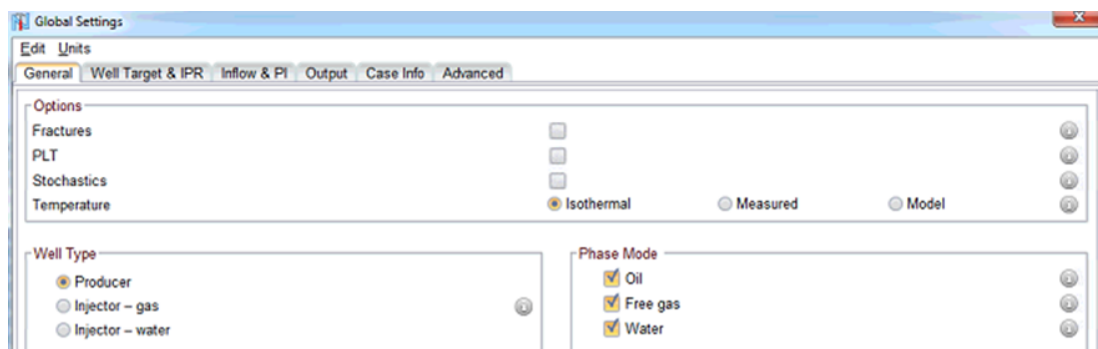 Global Settings
Edit Units
General Well Target & IPR Inflow & PI Output Case Info Advanced
Options
Fractures
PLT
Stochastics
Temperature Isothermal Measured Model
Well Type
Producer
Injector – gas
Injector – water
Phase Mode
Oil
Free gas
Water